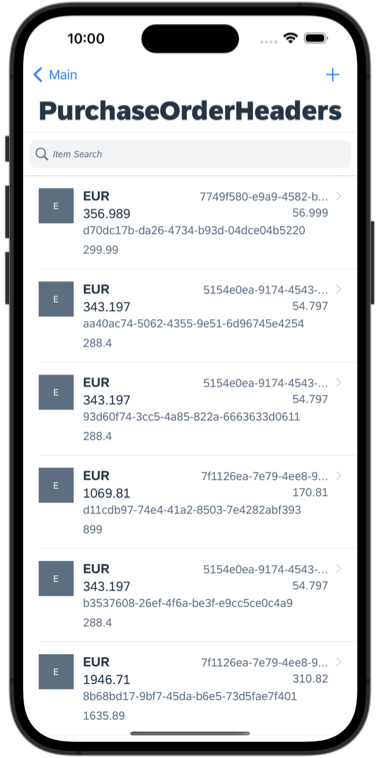 10:00
Main
PurchaseOrderHeaders
Item Search
E EUR 7749f580-e9a9-4582-b...
356.989 56.999
d70dc17b-da26-4734-b93d-04dce04b5220
299.99
E EUR 5154e0ea-9174-4543-...
343.197 54.797
aa40ac74-5062-4355-9e51-6d96745e4254
288.4
E EUR 5154e0ea-9174-4543-...
343.197 54.797
93d60f74-3cc5-4a85-822a-6663633d0611
288.4
E EUR 7f1126ea-7e79-4ee8-9...
1069.81 170.81
d11cdb97-74e4-41a2-8503-7e4282abf393
899
E EUR 5154e0ea-9174-4543-...
343.197 54.797
b3537608-26ef-4f6a-be3f-e9cc5ce0c4a9
288.4
E EUR 7f1126ea-7e79-4ee8-9...
1946.71 310.82
8b68bd17-9bf7-45da-b6e5-73d5fae7f401
1635.89